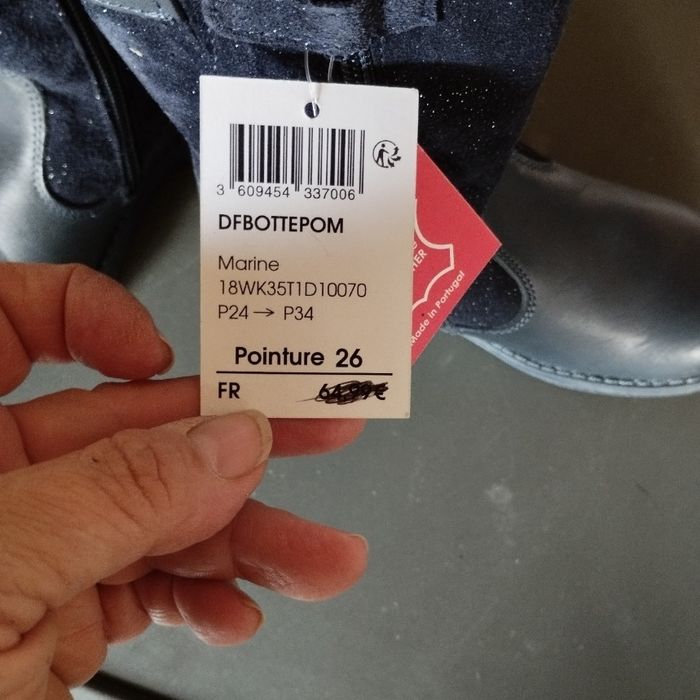 3 609454 337006
DFBOTTEPOM
Marine
18WK35T1D10070
P24 → P34
Pointure 26
FR
Made in Portugal